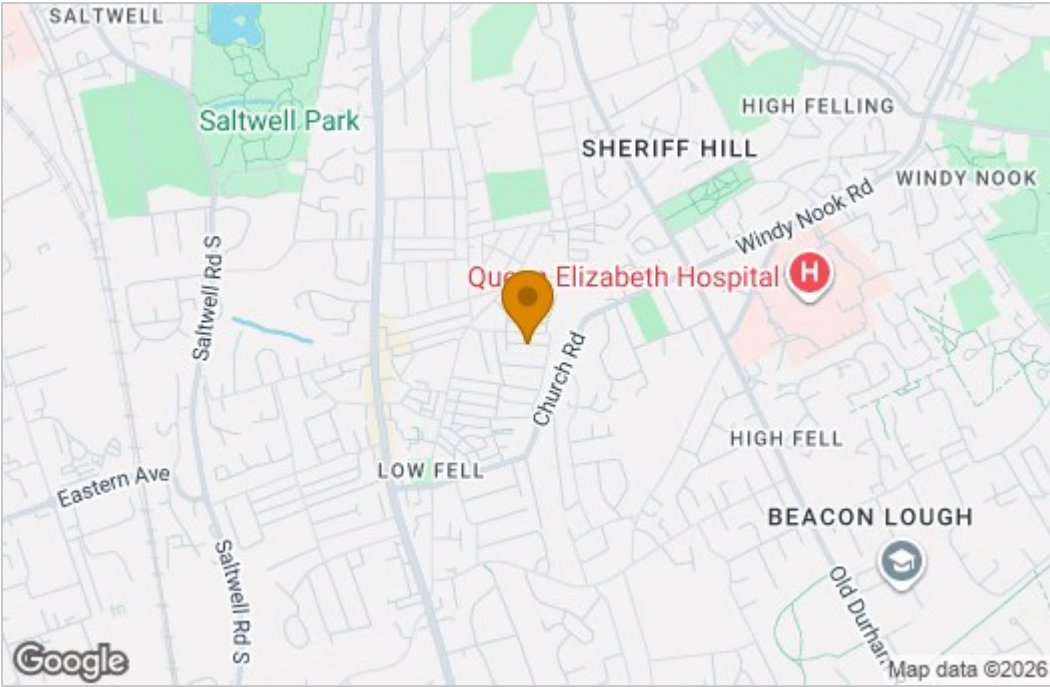 SALTWELL
HIGH FELLING
Saltwell Park
SHERIFF HILL
WINDY NOOK
Windy Nook Rd
Elizabeth Hospital
H
Saltwell Rd S
Church Rd
HIGH FELL
LOW FELL
Eastern Ave
BEACON LOUGH
Saltwell Rd S
Google
Map data ©2026